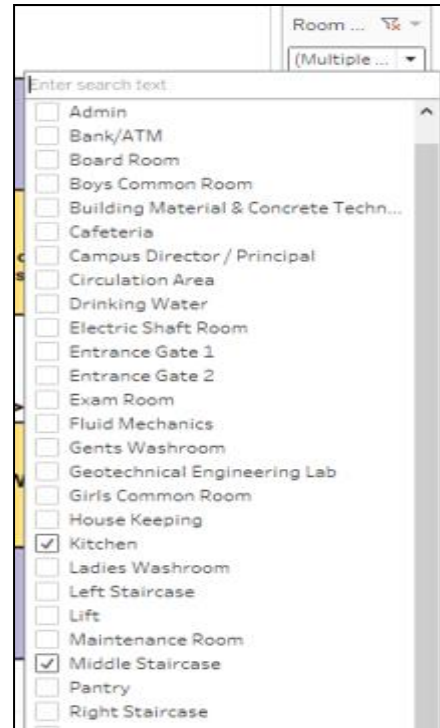 Room ...
(Multiple ...
Enter search text
Admin
Bank/ATM
Board Room
Boys Common Room
Building Material & Concrete Techn...
Cafeteria
Campus Director / Principal
Circulation Area
Drinking Water
Electric Shaft Room
Entrance Gate 1
Entrance Gate 2
Exam Room
Fluid Mechanics
Gents Washroom
Geotechnical Engineering Lab
Girls Common Room
House Keeping
Kitchen
Ladies Washroom
Left Staircase
Lift
Maintenance Room
Middle Staircase
Pantry
Right Staircase